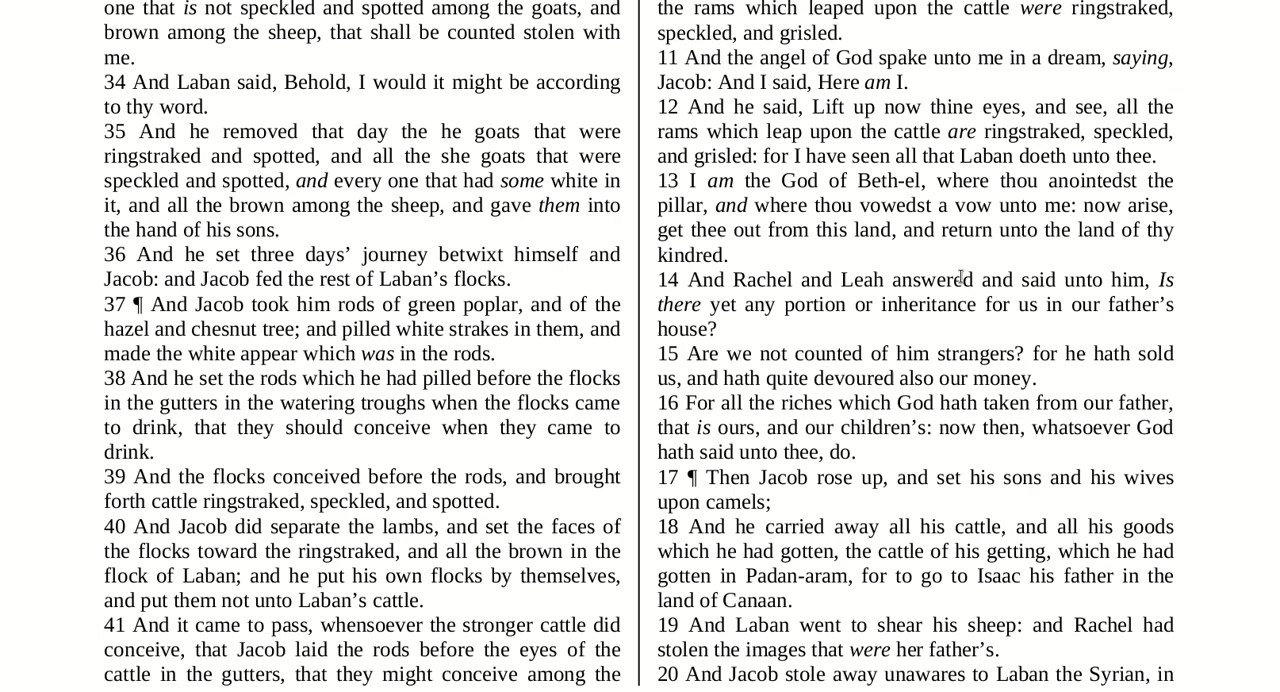 one that is not speckled and spotted among the goats, and
brown among the sheep, that shall be counted stolen with
me.
34 And Laban said, Behold, I would it might be according
to thy word.
35 And he removed that day the he goats that were
ringstraked and spotted, and all the she goats that were
speckled and spotted, and every one that had some white in
it, and all the brown among the sheep, and gave them into
the hand of his sons.
36 And he set three days’ journey betwixt himself and
Jacob: and Jacob fed the rest of Laban’s flocks.
37 ¶ And Jacob took him rods of green poplar, and of the
hazel and chesnut tree; and pilled white strakes in them, and
made the white appear which was in the rods.
38 And he set the rods which he had pilled before the flocks
in the gutters in the watering troughs when the flocks came
to drink, that they should conceive when they came to
drink.
39 And the flocks conceived before the rods, and brought
forth cattle ringstraked, speckled, and spotted.
40 And Jacob did separate the lambs, and set the faces of
the flocks toward the ringstraked, and all the brown in the
flock of Laban; and he put his own flocks by themselves,
and put them not unto Laban’s cattle.
41 And it came to pass, whensoever the stronger cattle did
conceive, that Jacob laid the rods before the eyes of the
cattle in the gutters, that they might conceive among the
the rams which leaped upon the cattle were ringstraked,
speckled, and grisled.
11 And the angel of God spake unto me in a dream, saying,
Jacob: And I said, Here am I.
12 And he said, Lift up now thine eyes, and see, all the
rams which leap upon the cattle are ringstraked, speckled,
and grisled: for I have seen all that Laban doeth unto thee.
13 I am the God of Beth-el, where thou anointedst the
pillar, and where thou vowedst a vow unto me: now arise,
get thee out from this land, and return unto the land of thy
kindred.
14 And Rachel and Leah answered and said unto him, Is
there yet any portion or inheritance for us in our father’s
house?
15 Are we not counted of him strangers? for he hath sold
us, and hath quite devoured also our money.
16 For all the riches which God hath taken from our father,
that is ours, and our children’s: now then, whatsoever God
hath said unto thee, do.
17 ¶ Then Jacob rose up, and set his sons and his wives
upon camels;
18 And he carried away all his cattle, and all his goods
which he had gotten, the cattle of his getting, which he had
gotten in Padan-aram, for to go to Isaac his father in the
land of Canaan.
19 And Laban went to shear his sheep: and Rachel had
stolen the images that were her father’s.
20 And Jacob stole away unawares to Laban the Syrian, in